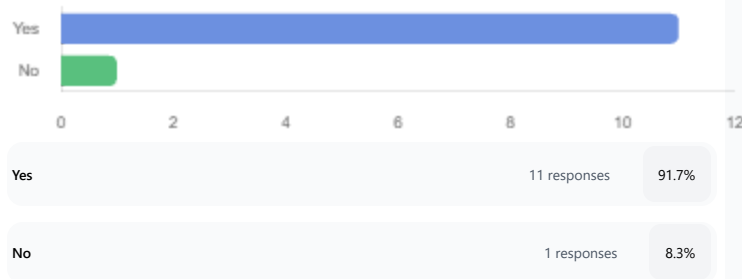 Yes
No
0 2 4 6 8 10 12
Yes 11 responses 91.7%
No 1 responses 8.3%